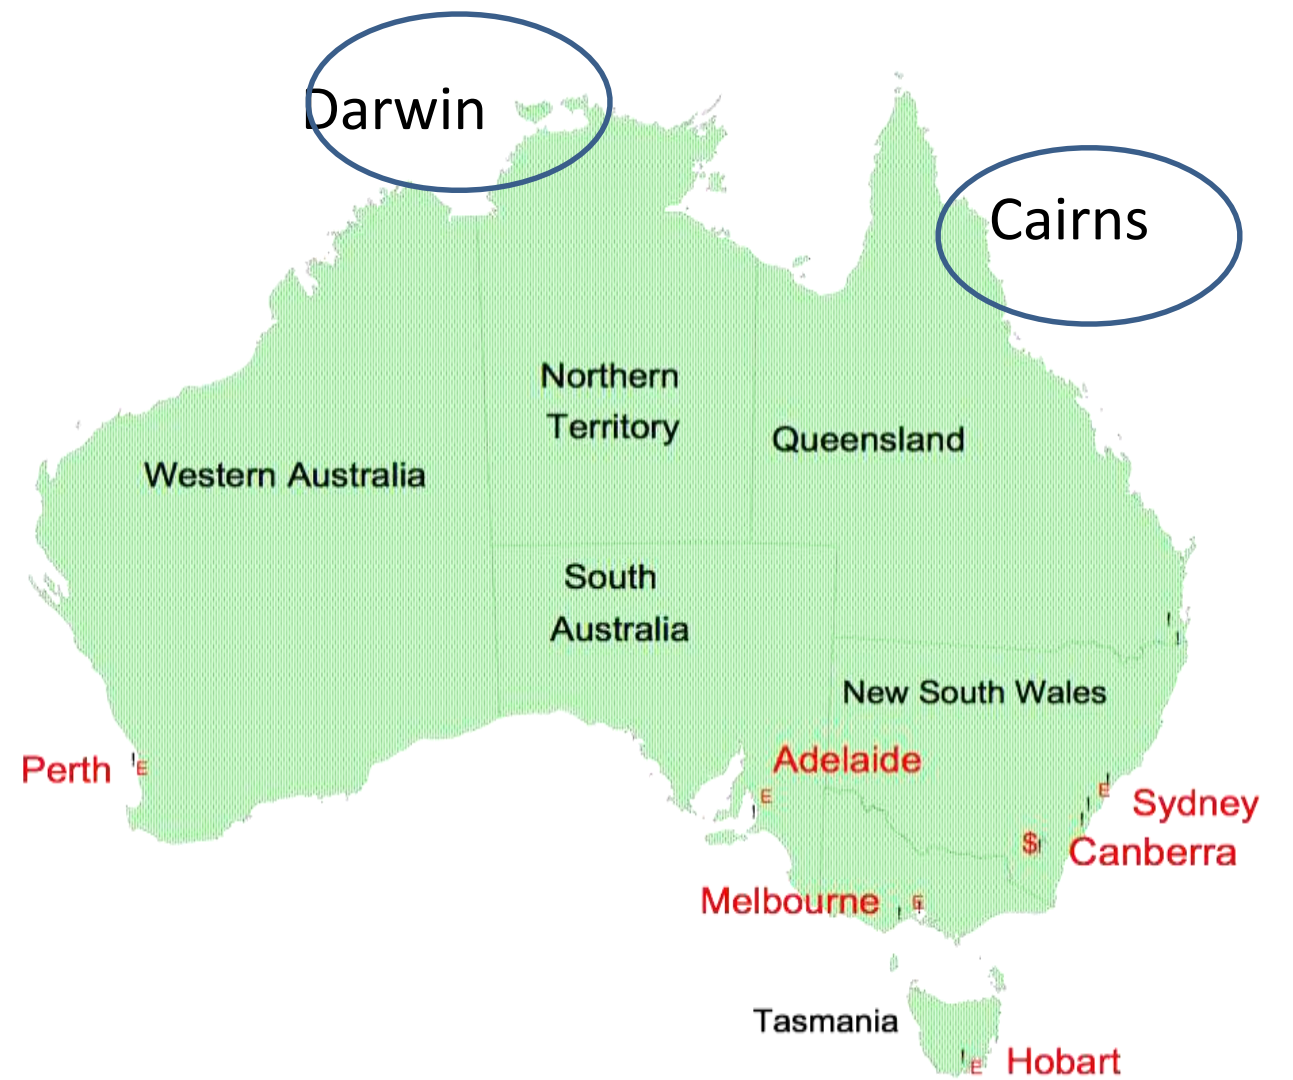 Darwin
Cairns
Northern
Territory
Queensland
Western Australia
South
Australia
New South Wales
Adelaide
Perth
E
E
E
Sydney
$
Canberra
Melbourne
Tasmania
E
Hobart